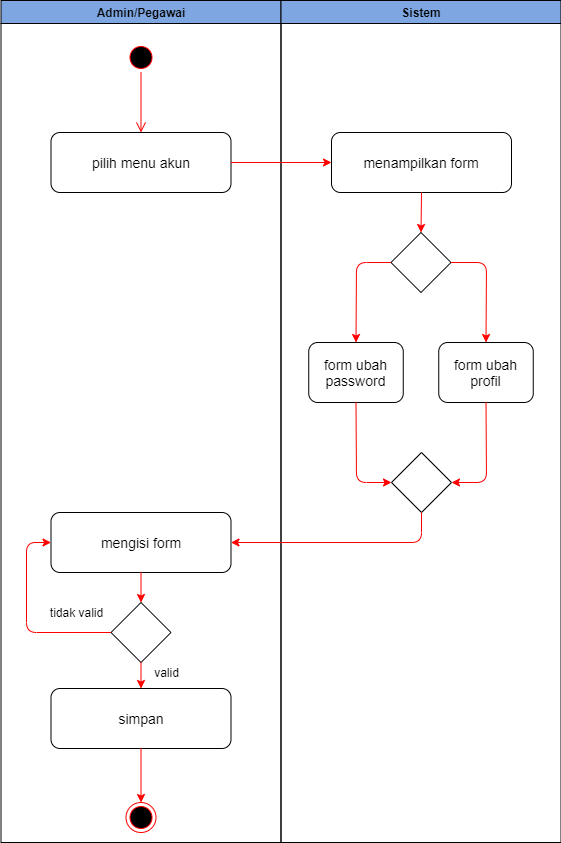 Admin/Pegawai
Sistem
pilih menu akun
menampilkan form
form ubah
password
form ubah
profil
mengisi form
tidak valid
valid
simpan